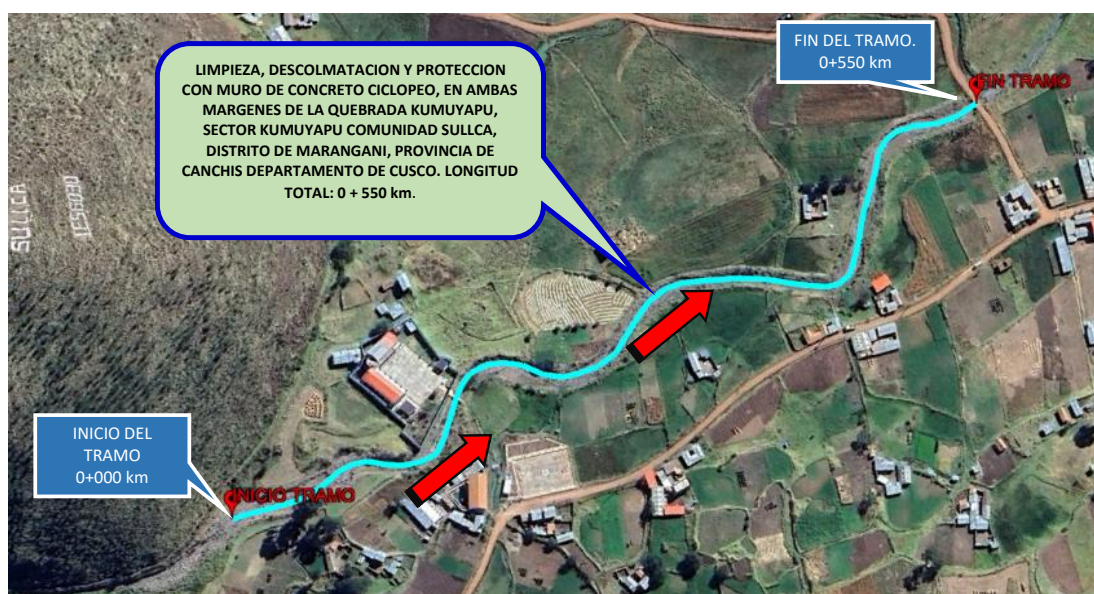 FIN DEL TRAMO.
0+550 km
FIN TRAMO
LIMPIEZA, DESCOLMATACION Y PROTECCION
CON MURO DE CONCRETO CICLOPEO, EN AMBAS
MARGENES DE LA QUEBRADA KUMUYAPU,
SECTOR KUMUYAPU COMUNIDAD SULLCA,
DISTRITO DE MARANGANI, PROVINCIA DE
CANCHIS DEPARTAMENTO DE CUSCO. LONGITUD
TOTAL: 0 + 550 km.
SULLCA
INICIO DEL
TRAMO
0+000 km
INICIO TRAMO